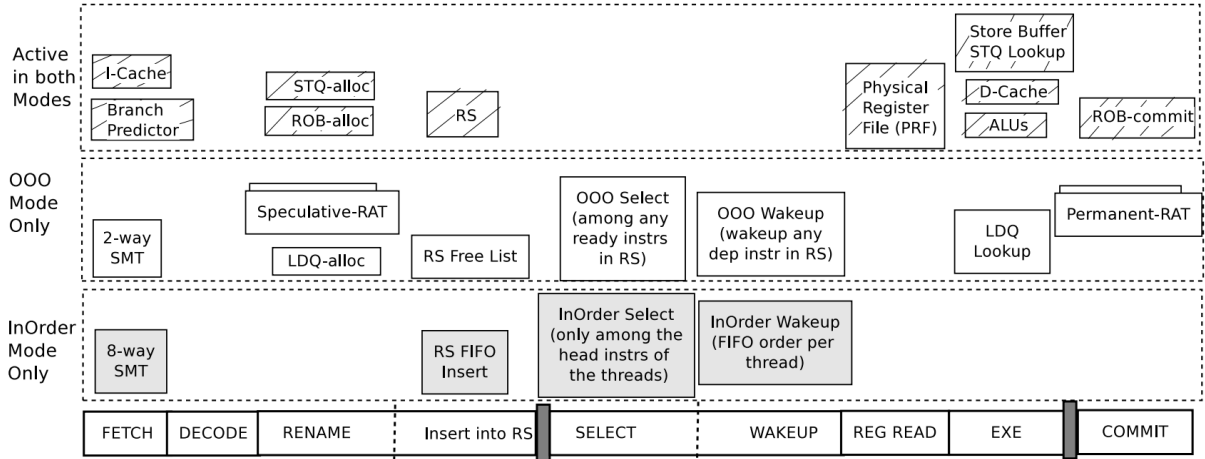 Active
in both
Modes
I-Cache
Branch
Predictor
STQ-alloc
ROB-alloc
RS
Physical
Register
File (PRF)
Store Buffer
STQ Lookup
D-Cache
ALUs
ROB-commit
OOO
Mode
Only
2-way
SMT
Speculative-RAT
LDQ-alloc
RS Free List
OOO Select
(among any
ready instrs
in RS)
OOO Wakeup
(wakeup any
dep instr in RS)
LDQ
Lookup
Permanent-RAT
InOrder
Mode
Only
8-way
SMT
RS FIFO
Insert
InOrder Select
(only among the
head instrs of
the threads)
InOrder Wakeup
(FIFO order per
thread)
FETCH
DECODE
RENAME
Insert into RS
SELECT
WAKEUP
REG READ
EXE
COMMIT